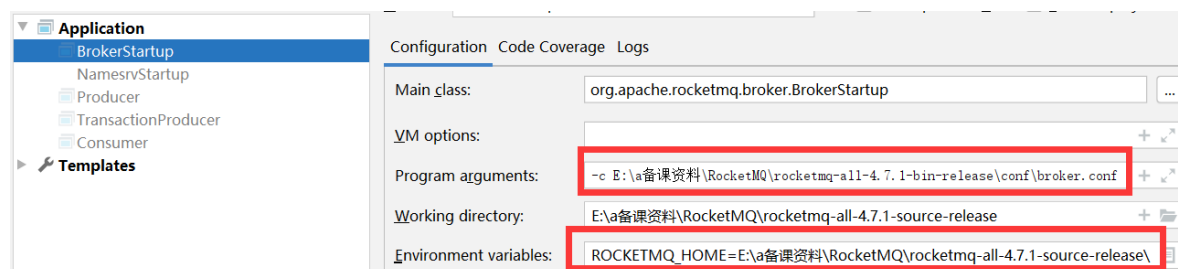 Application
BrokerStartup
NamesrvStartup
Producer
TransactionProducer
Consumer
Templates
Configuration Code Coverage Logs
Main class: org.apache.rocketmq.broker.BrokerStartup ...
VM options:
Program arguments: -c E:\a备课资料\RocketMQ\rocketmq-all-4.7.1-bin-release\conf\broker.conf
Working directory: E:\a备课资料\RocketMQ\rocketmq-all-4.7.1-source-release
Environment variables: ROCKETMQ_HOME=E:\a备课资料\RocketMQ\rocketmq-all-4.7.1-source-release\